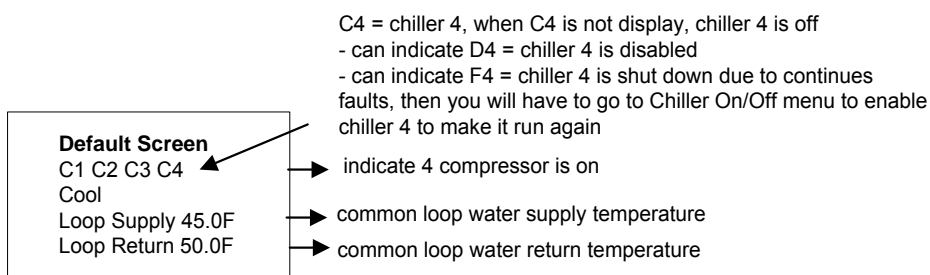 C4 = chiller 4, when C4 is not display, chiller 4 is off
- can indicate D4 = chiller 4 is disabled
- can indicate F4 = chiller 4 is shut down due to continues
faults, then you will have to go to Chiller On/Off menu to enable
chiller 4 to make it run again
Default Screen
C1 C2 C3 C4
indicate 4 compressor is on
Cool
Loop Supply 45.0F
common loop water supply temperature
Loop Return 50.0F
common loop water return temperature